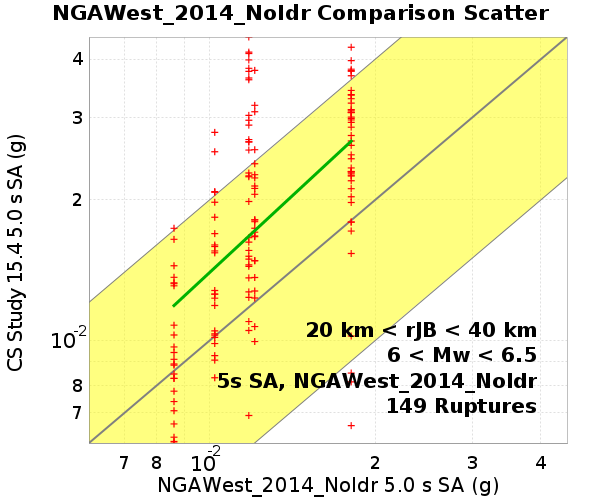 NGAWest_2014_NoIdr Comparison Scatter
4
3
2
10-2
8
7
CS Study 15.4 5.0 s SA (g)
20 km < rJB < 40 km
6 < Mw < 6.5
5s SA, NGAWest_2014_NoIdr
149 Ruptures
7 8 10-2 2 3 4
NGAWest_2014_NoIdr 5.0 s SA (g)